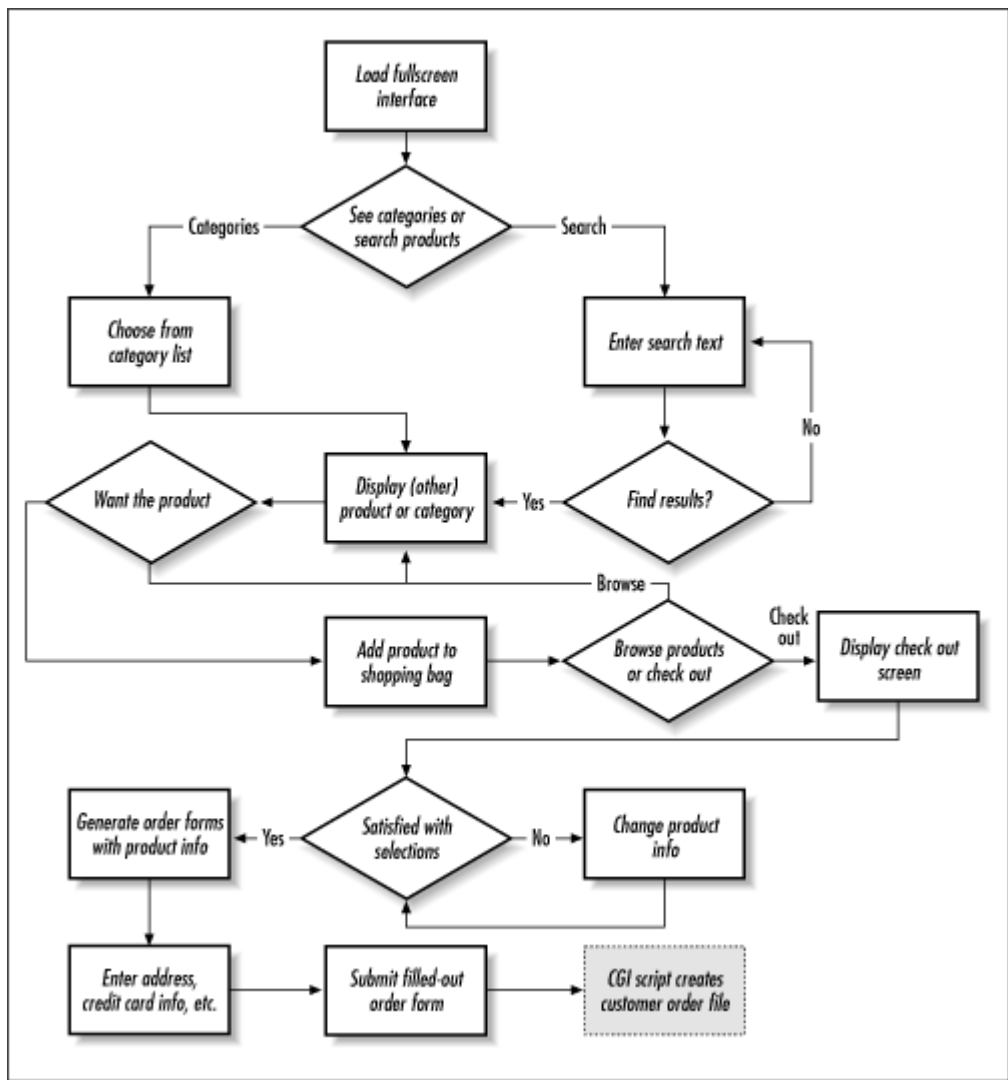 Load fullscreen
interface
See categories or
search products
Categories
Search
Choose from
category list
Enter search text
No
Want the product
Display (other)
product or category
Yes
Find results?
Browse
Add product to
shopping bag
Browse products
or check out
Check
out
Display check out
screen
Generate order forms
with product info
Yes
Satisfied with
selections
No
Change product
info
Enter address,
credit card info, etc.
Submit filled-out
order form
CGI script creates
customer order file